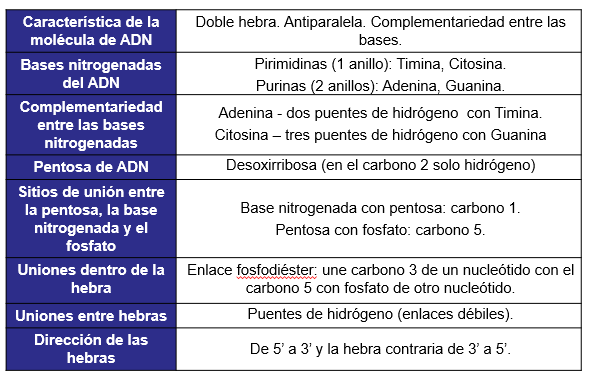 Característica de la
molécula de ADN
Doble hebra. Antiparalela. Complementariedad entre las
bases.
Bases nitrogenadas
del ADN
Pirimidinas (1 anillo): Timina, Citosina.
Purinas (2 anillos): Adenina, Guanina.
Complementariedad
entre las bases
nitrogenadas
Adenina - dos puentes de hidrógeno con Timina.
Citosina – tres puentes de hidrógeno con Guanina
Pentosa de ADN
Desoxirribosa (en el carbono 2 solo hidrógeno)
Sitios de unión entre
la pentosa, la base
nitrogenada y el
fosfato
Base nitrogenada con pentosa: carbono 1.
Pentosa con fosfato: carbono 5.
Uniones dentro de la
hebra
Enlace fosfodiéster: une carbono 3 de un nucleótido con el
carbono 5 con fosfato de otro nucleótido.
Uniones entre hebras
Puentes de hidrógeno (enlaces débiles).
Dirección de las
hebras
De 5’ a 3’ y la hebra contraria de 3’ a 5’.